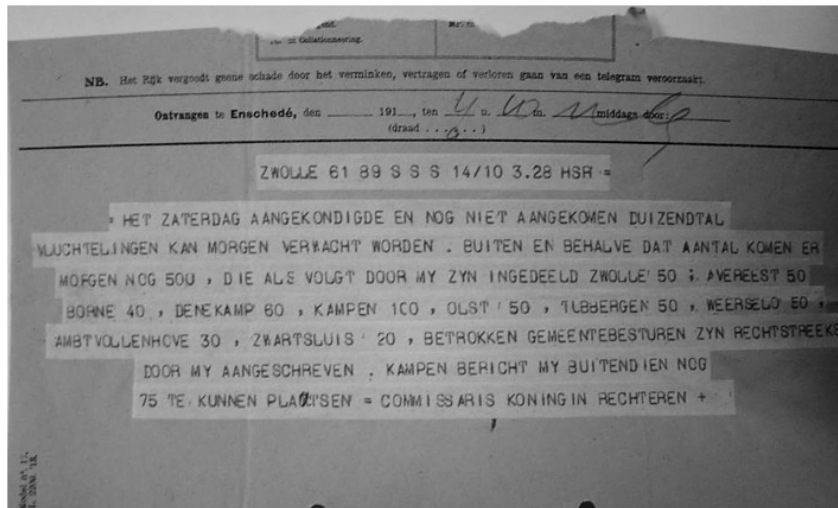 Collationneering.
NB. Het Rijk vergoedt geene schade door het verminken, vertragen of verloren gaan van een telegram veroorzaakt.
Ontvangen te Enschedé, den 191 , ten 4 u. m. middags door:
(draad . . . . . )
ZWOLLE 61 89 S S S 14/10 3.28 HSR =
= HET ZATERDAG AANGEKONDIGDE EN NOG NIET AANGEKOMEN DUIZENDTAL
VLUCHTELINGEN KAN MORGEN VERWACHT WORDEN . BUITEN EN BEHALVE DAT AANTAL KOMEN ER
MORGEN NOG 500 , DIE ALS VOLGT DOOR MY ZYN INGEDEELD ZWOLLE 50 ; AVEREEST 50
BORNE 40 , DENEKAMP 60 , KAMPEN 100 , OLST 50 , TUBBERGEN 50 , WEERSELO 50 ,
AMBTVOLLENHOVE 30 , ZWARTSLUIS 20 , BETROKKEN GEMEENTEBESTUREN ZYN RECHTSTREEKS
DOOR MY AANGESCHREVEN . KAMPEN BERICHT MY BUITENDIEN NOG
75 TE KUNNEN PLAATSEN = COMMISSARIS KONINGIN RECHTEREN +